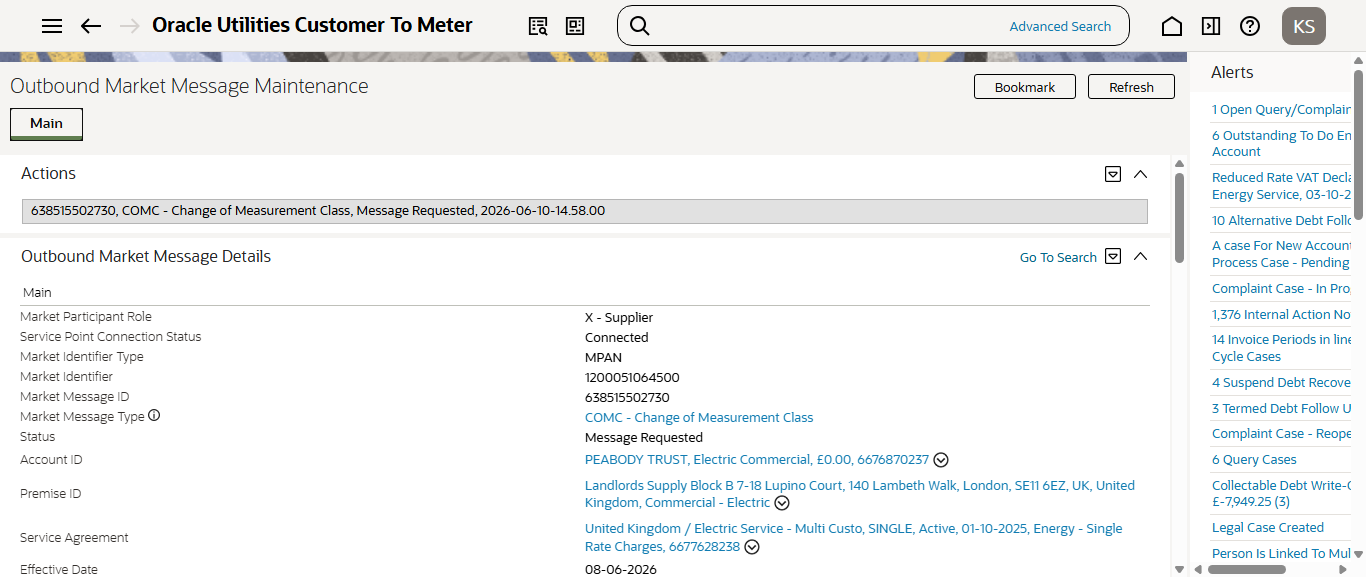 Oracle Utilities Customer To Meter
Advanced Search
KS
Outbound Market Message Maintenance
Bookmark
Refresh
Main
Actions
638515502730, COMC - Change of Measurement Class, Message Requested, 2026-06-10-14.58.00
Outbound Market Message Details
Go To Search
Main
Market Participant Role
X - Supplier
Service Point Connection Status
Connected
Market Identifier Type
MPAN
Market Identifier
1200051064500
Market Message ID
638515502730
Market Message Type
COMC - Change of Measurement Class
Status
Message Requested
Account ID
PEABODY TRUST, Electric Commercial, £0.00, 6676870237
Premise ID
Landlords Supply Block B 7-18 Lupino Court, 140 Lambeth Walk, London, SE11 6EZ, UK, United
Kingdom, Commercial - Electric
Service Agreement
United Kingdom / Electric Service - Multi Custo, SINGLE, Active, 01-10-2025, Energy - Single
Rate Charges, 6677628238
Effective Date
08-06-2026
Alerts
1 Open Query/Complain
6 Outstanding To Do En
Account
Reduced Rate VAT Decla
Energy Service, 03-10-2
10 Alternative Debt Follo
A case For New Account
Process Case - Pending
Complaint Case - In Pro
1,376 Internal Action No
14 Invoice Periods in line
Cycle Cases
4 Suspend Debt Recove
3 Termed Debt Follow U
Complaint Case - Reope
6 Query Cases
Collectable Debt Write-O
£-7,949.25 (3)
Legal Case Created
Person Is Linked To Mul